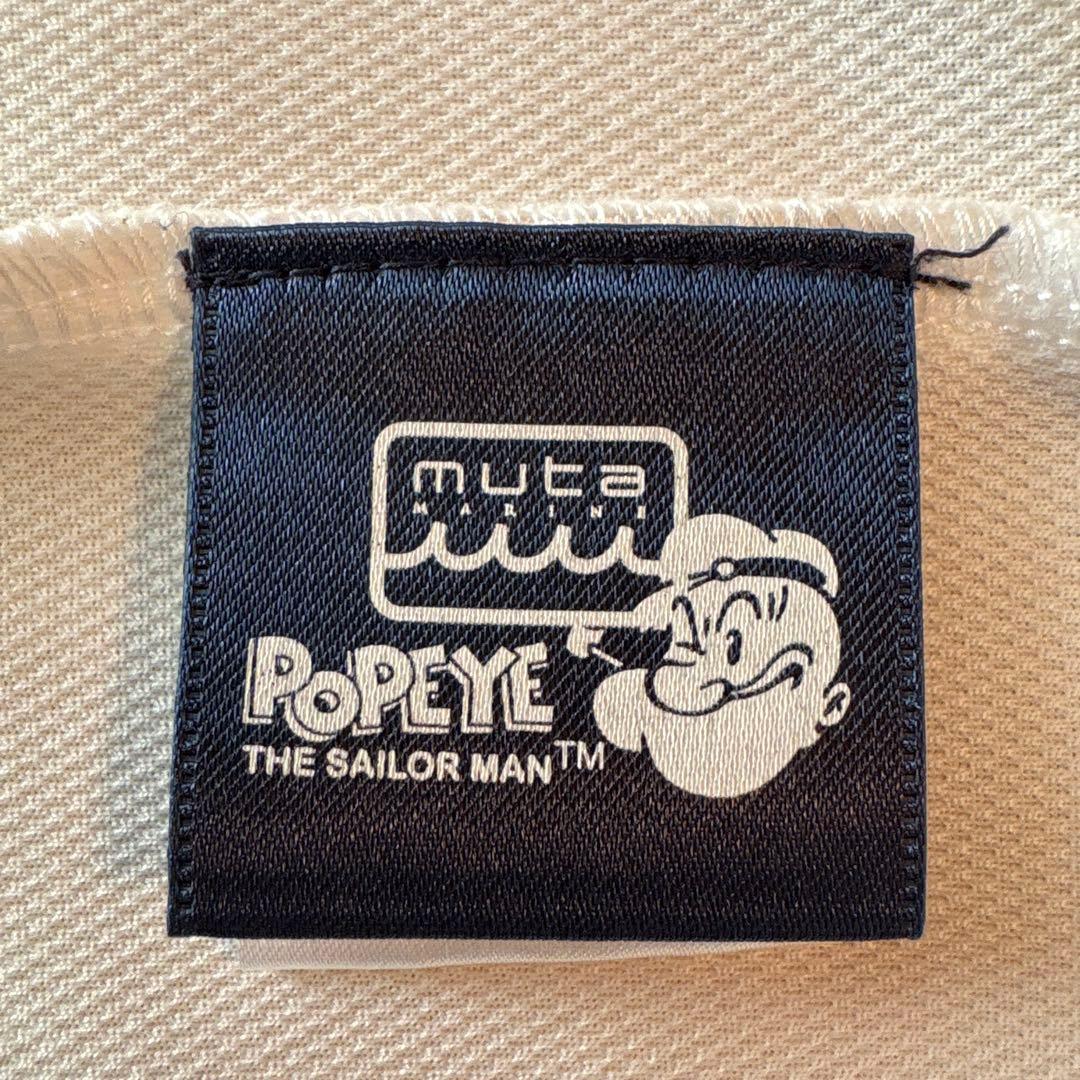 muta
MARINE
POPEYE
THE SAILOR MAN™